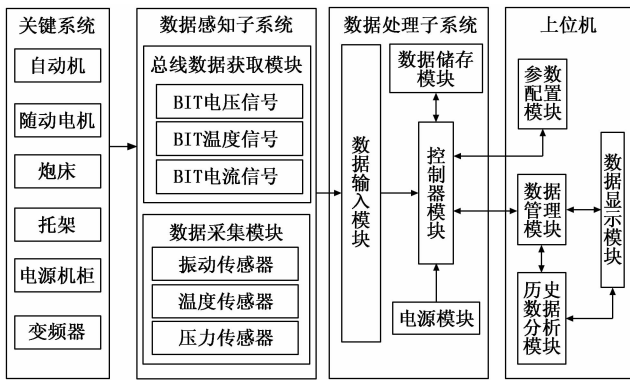 关键系统
自动机
随动电机
炮床
托架
电源机柜
变频器
数据感知子系统
总线数据获取模块
BIT电压信号
BIT温度信号
BIT电流信号
数据采集模块
振动传感器
温度传感器
压力传感器
数据处理子系统
数据输入模块
数据储存
模块
控制器模块
电源模块
上位机
参数
配置
模块
数据
管理
模块
历史
数据
分析
模块
数据显示模块